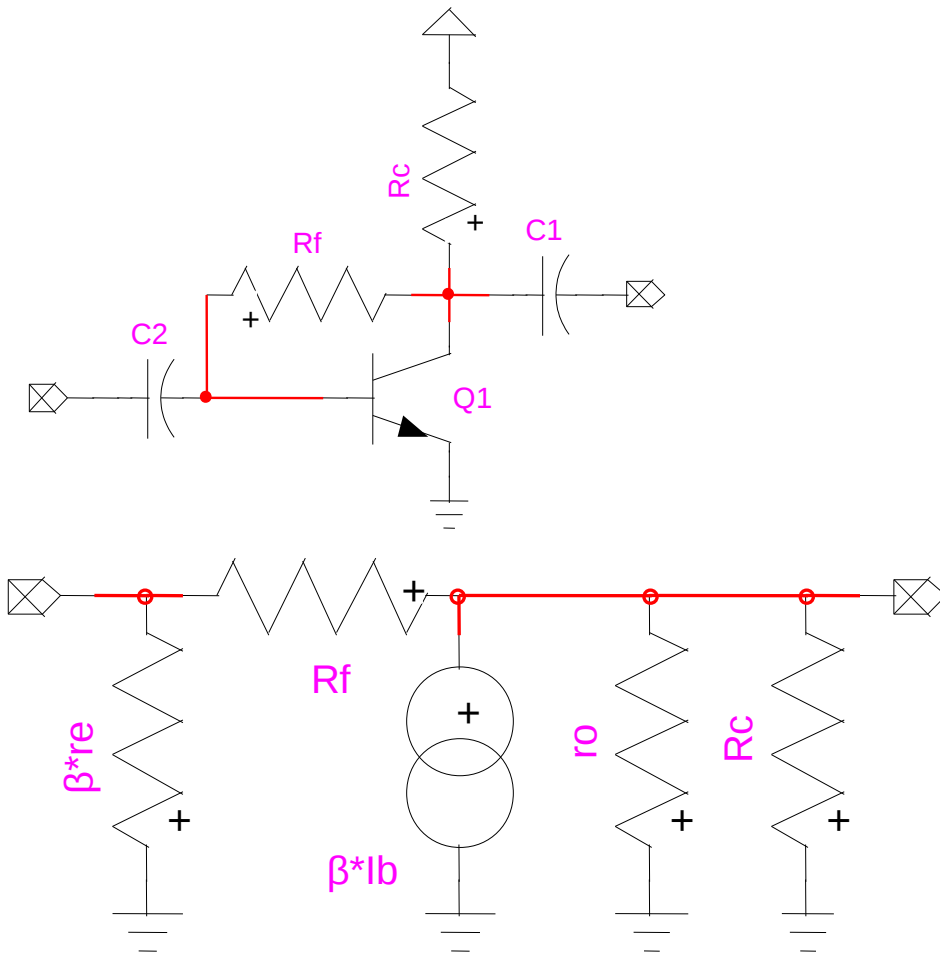 Rc
+
Rf
C1
+
C2
Q1
+
Rf
+
β*re
ro
Rc
+
+
+
β*Ib